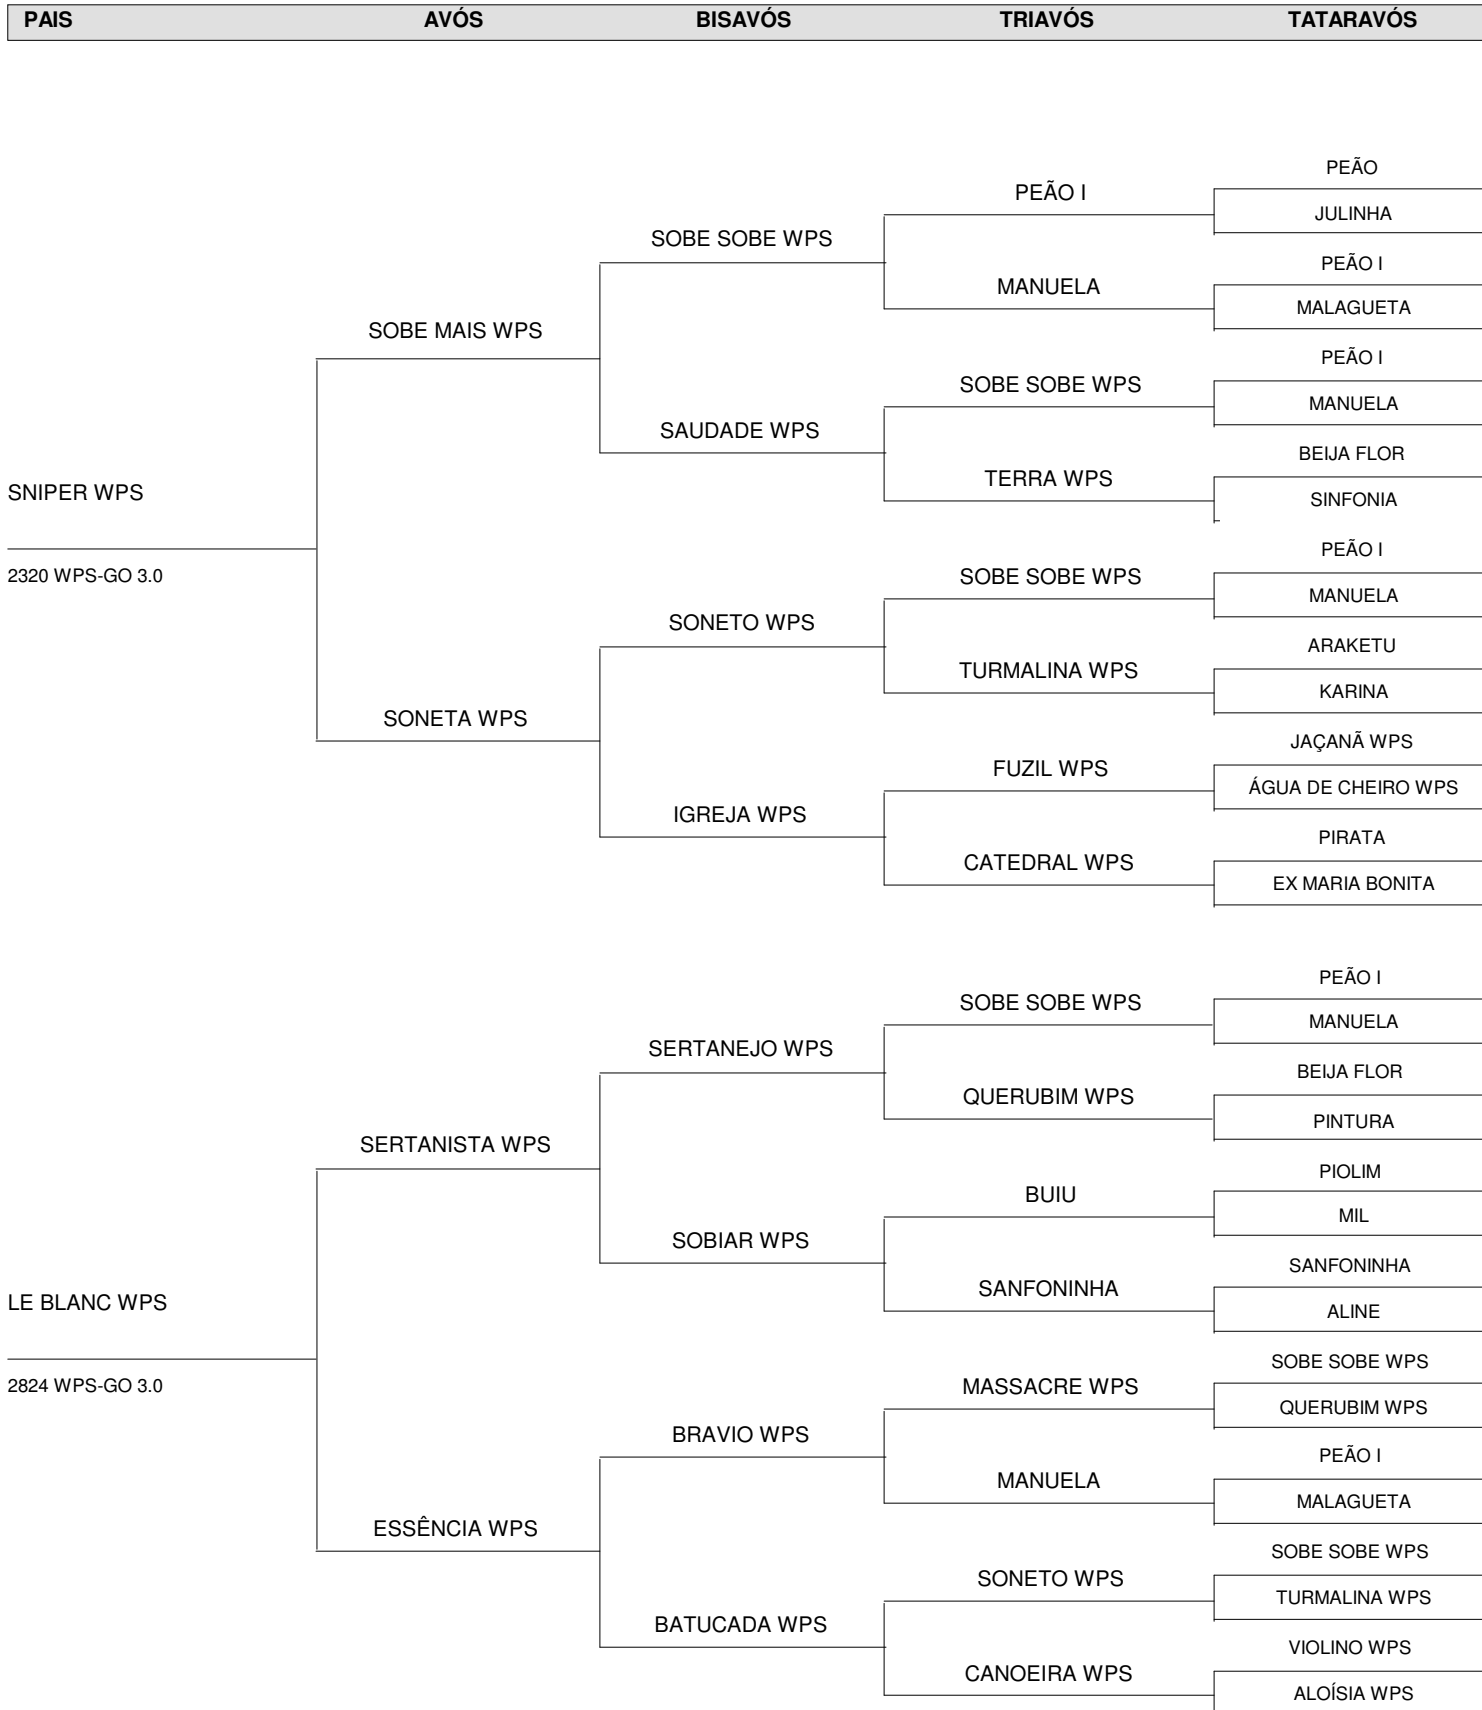 PAIS AVÓS BISAVÓS TRIAVÓS TATARAVÓS
PEÃO
PEÃO I
JULINHA
SOBE SOBE WPS
PEÃO I
MANUELA
MALAGUETA
SOBE MAIS WPS
PEÃO I
SOBE SOBE WPS
MANUELA
SAUDADE WPS
BEIJA FLOR
TERRA WPS
SINFONIA
SNIPER WPS
2320 WPS-GO 3.0
PEÃO I
SOBE SOBE WPS
MANUELA
SONETO WPS
ARAKETU
TURMALINA WPS
KARINA
SONETA WPS
JAÇANÃ WPS
FUZIL WPS
ÁGUA DE CHEIRO WPS
IGREJA WPS
PIRATA
CATEDRAL WPS
EX MARIA BONITA
PEÃO I
SOBE SOBE WPS
MANUELA
SERTANEJO WPS
BEIJA FLOR
QUERUBIM WPS
PINTURA
SERTANISTA WPS
PIOLIM
BUIU
MIL
SOBIAR WPS
SANFONINHA
SANFONINHA
ALINE
LE BLANC WPS
2824 WPS-GO 3.0
SOBE SOBE WPS
MASSACRE WPS
QUERUBIM WPS
BRAVIO WPS
PEÃO I
MANUELA
MALAGUETA
ESSÊNCIA WPS
SOBE SOBE WPS
SONETO WPS
TURMALINA WPS
BATUCADA WPS
VIOLINO WPS
CANOEIRA WPS
ALOÍSIA WPS